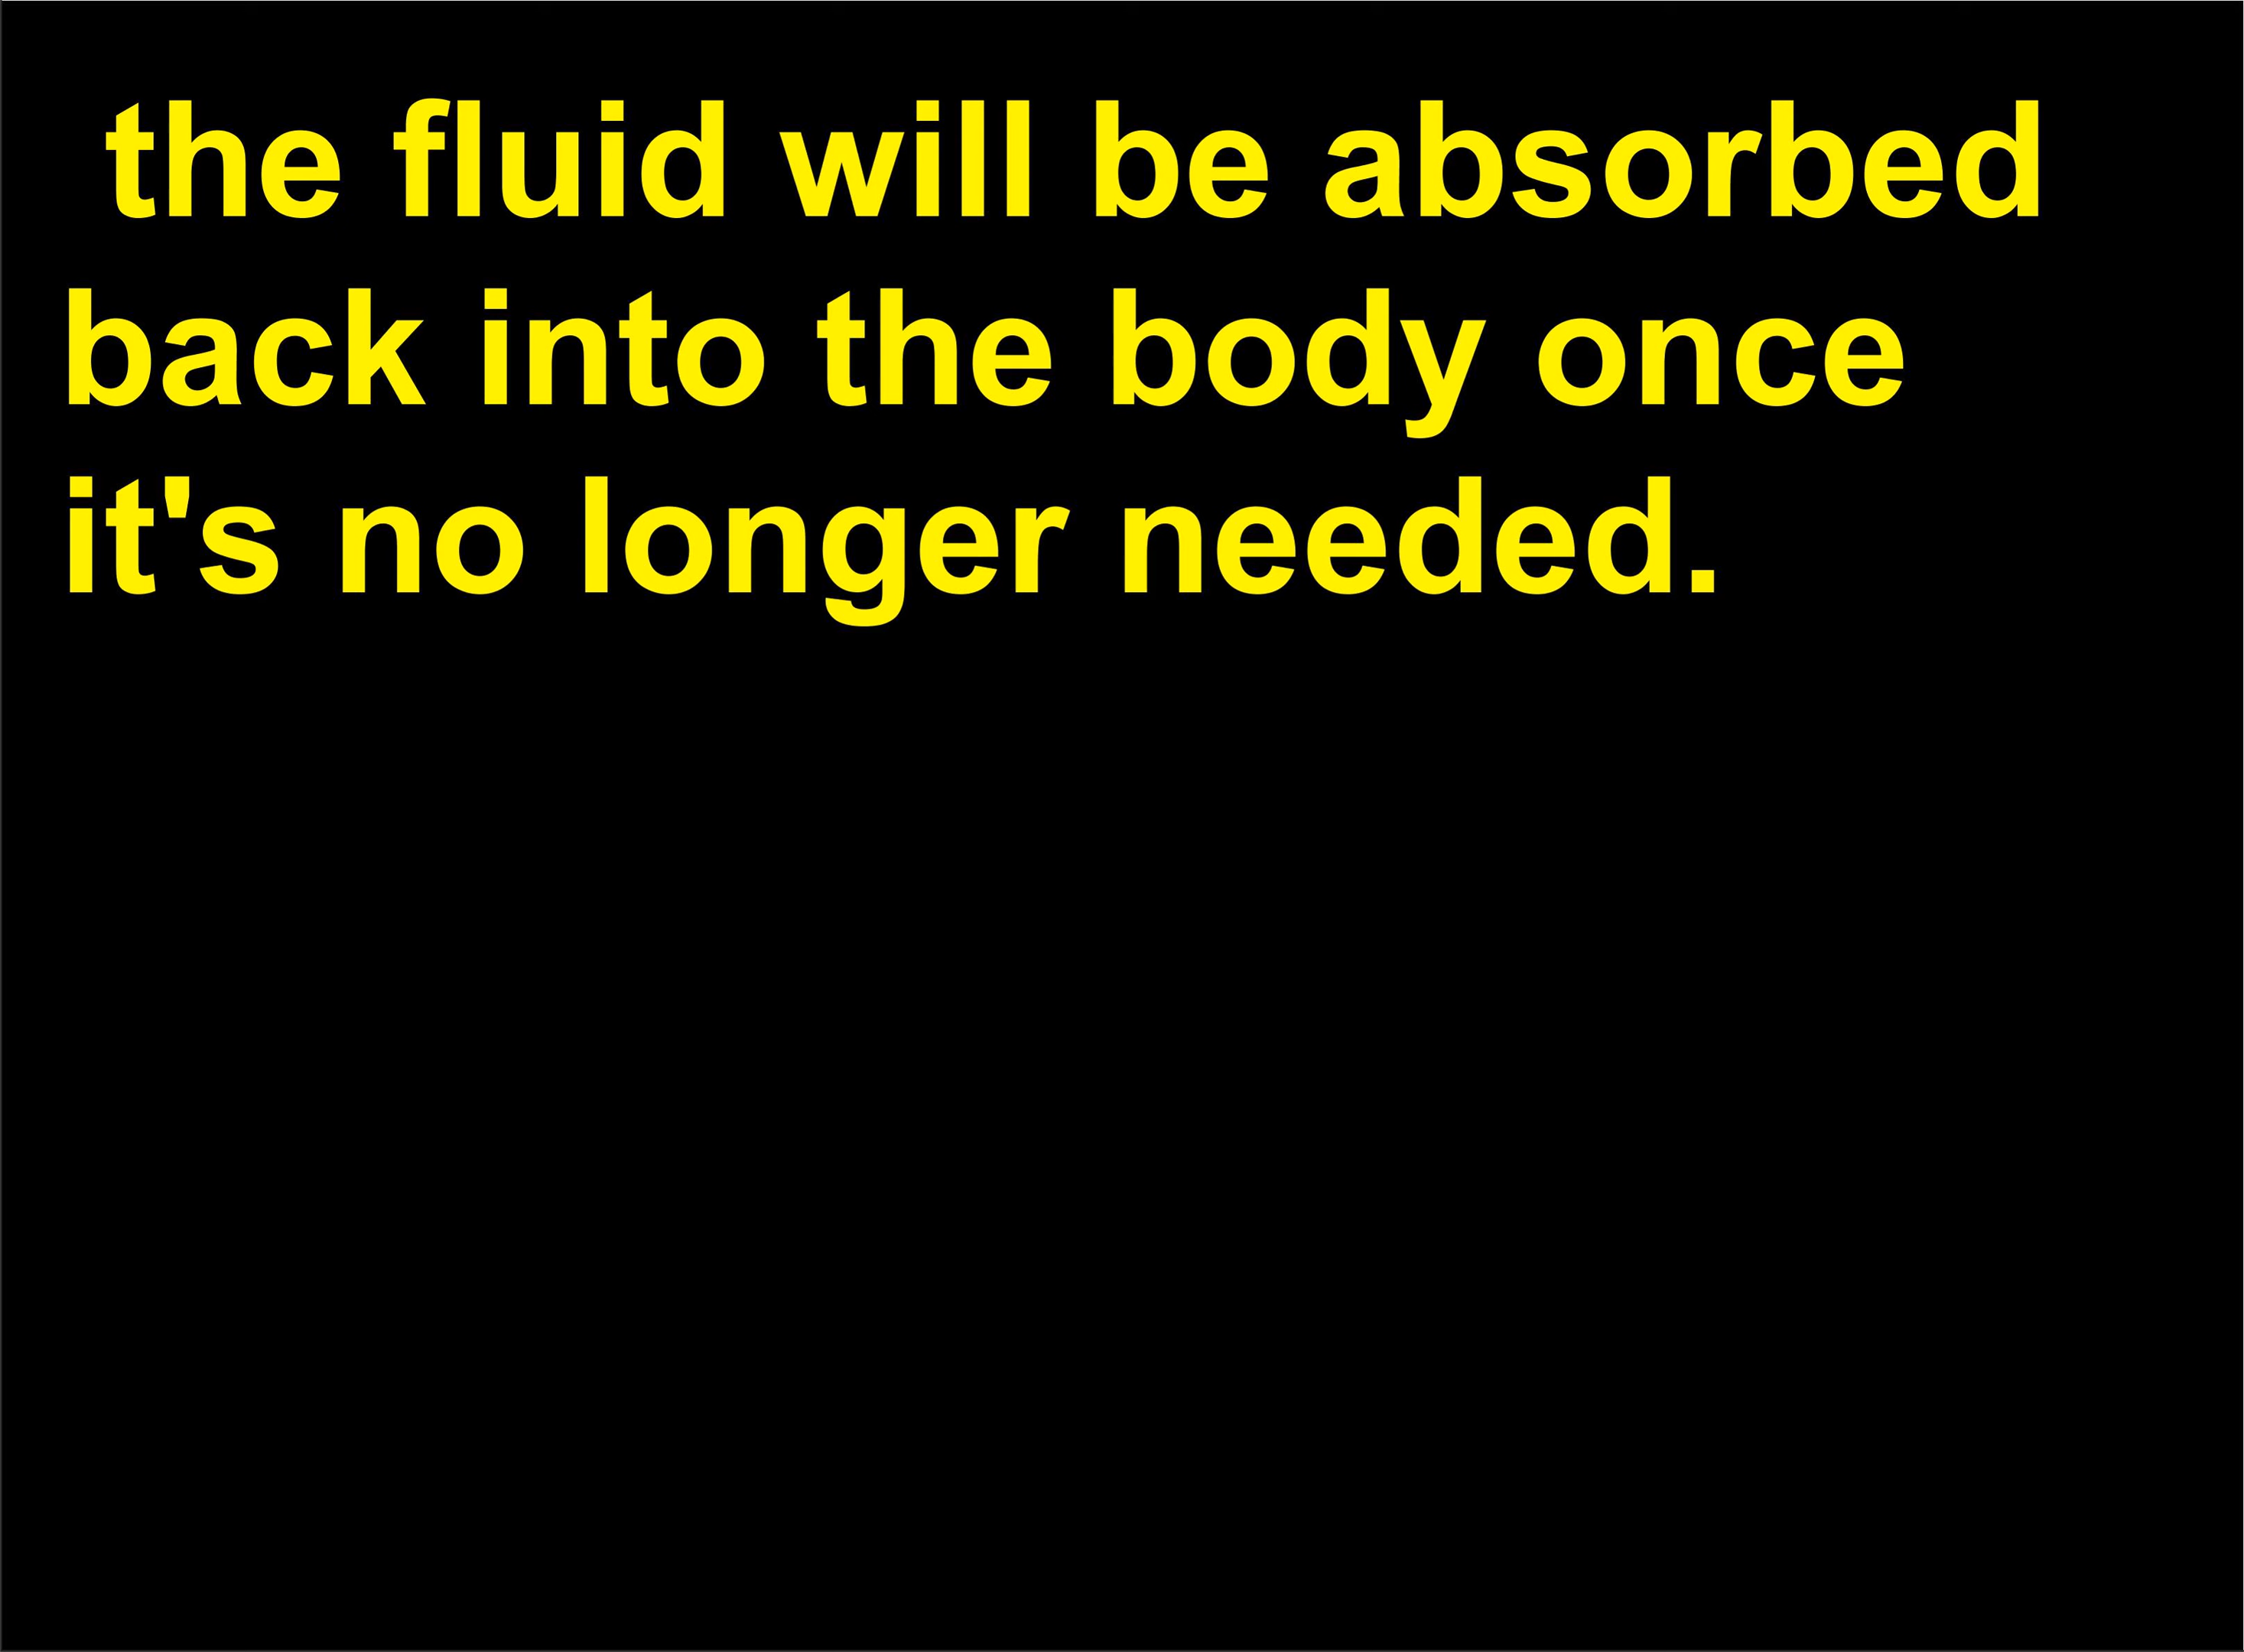 the fluid will be absorbed
back into the body once
it's no longer needed.